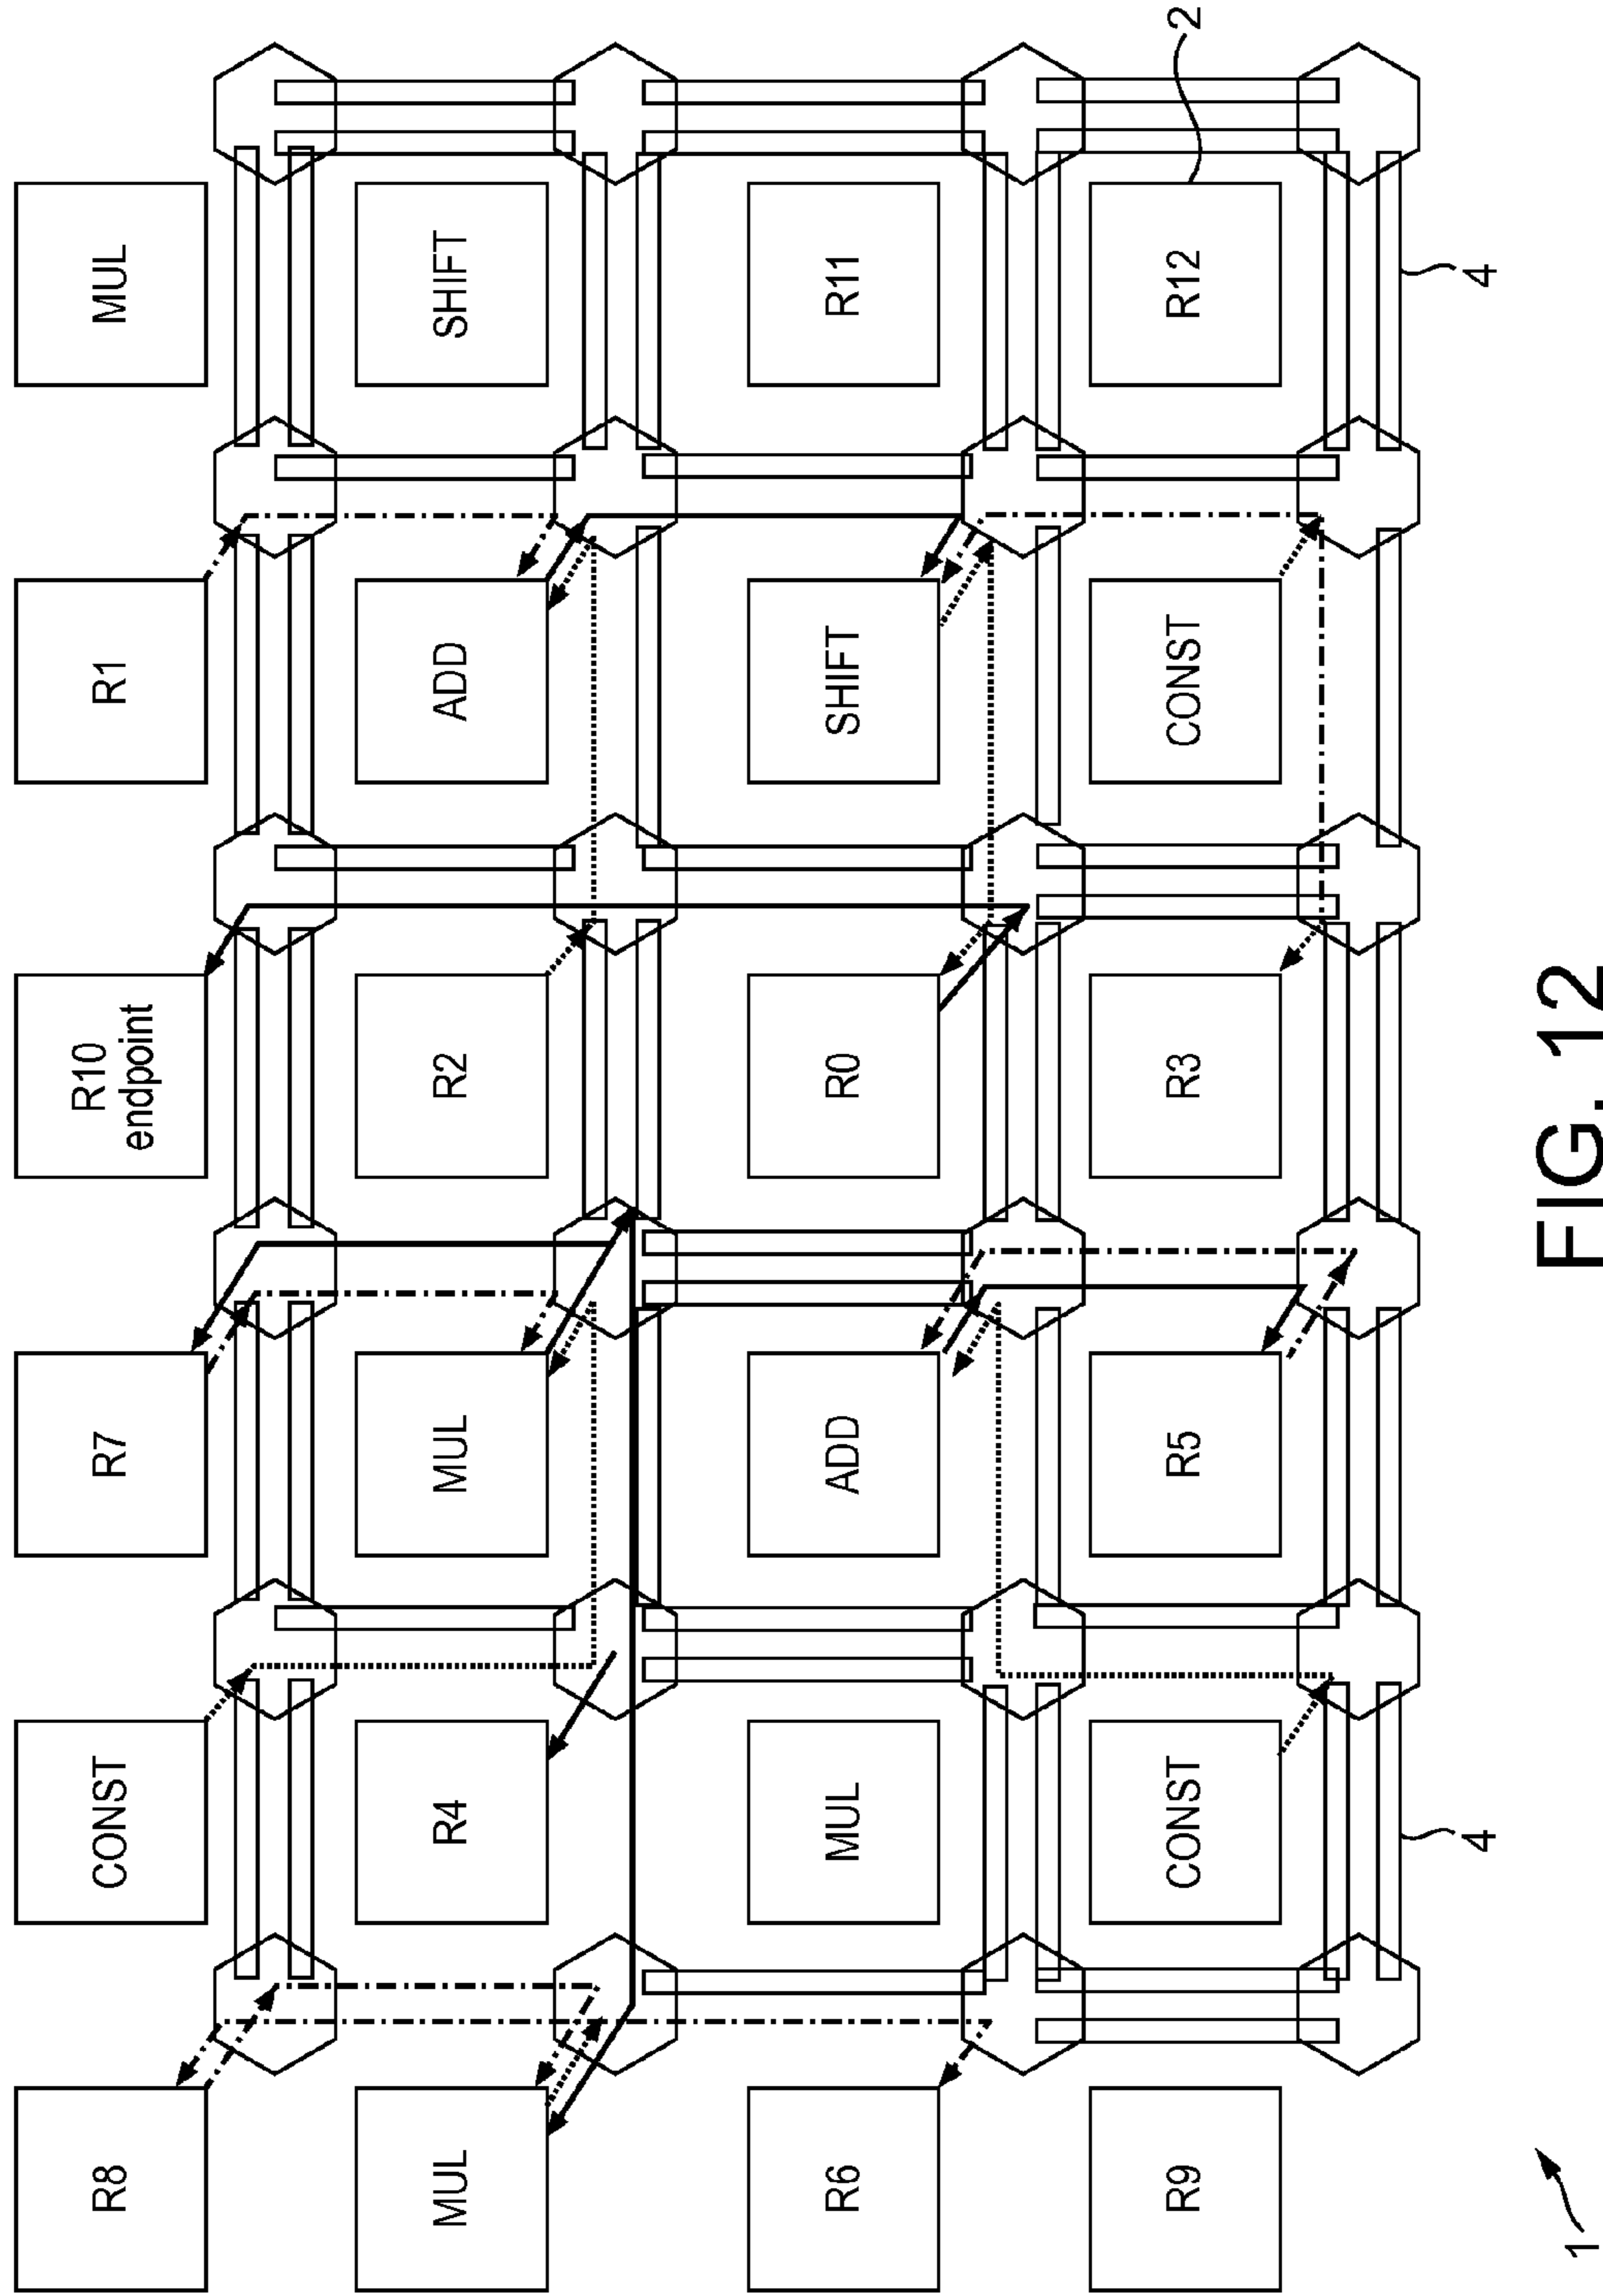 R8
CONST
R7
R10
endpoint
R1
MUL
MUL
R4
MUL
R2
ADD
SHIFT
R6
MUL
ADD
R0
SHIFT
R11
R9
CONST
R5
R3
CONST
R12
2
4
4
1
FIG. 12